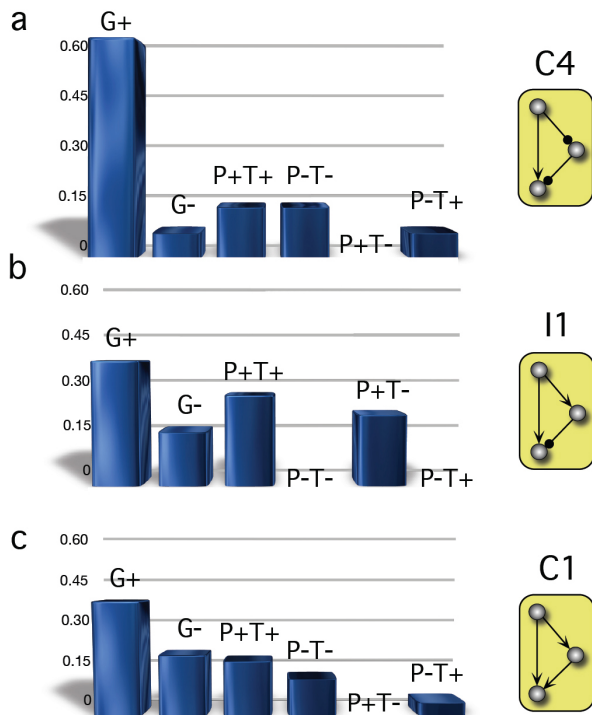 a
G+
0.60
C4
0.45
0.30
P+T+ P-T-
0.15
G-
P-T+
0
P+T-
b
0.60
I1
0.45
G+
0.30
P+T+
P+T-
G-
0.15
0
P-T-
P-T+
c
0.60
C1
0.45
G+
0.30
G-
P+T+
P-T-
0.15
P-T+
0
P+T-